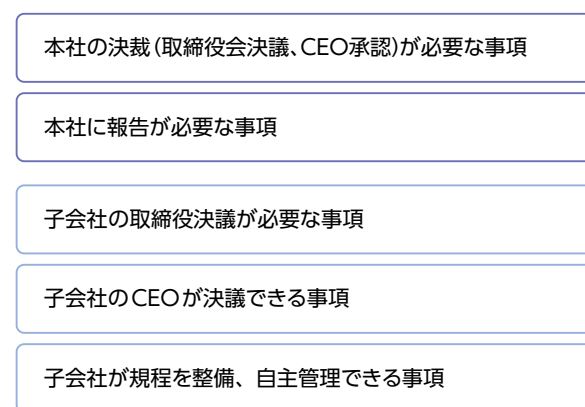 本社の決裁(取締役会決議、CEO承認)が必要な事項
本社に報告が必要な事項
子会社の取締役決議が必要な事項
子会社のCEOが決議できる事項
子会社が規程を整備、自主管理できる事項